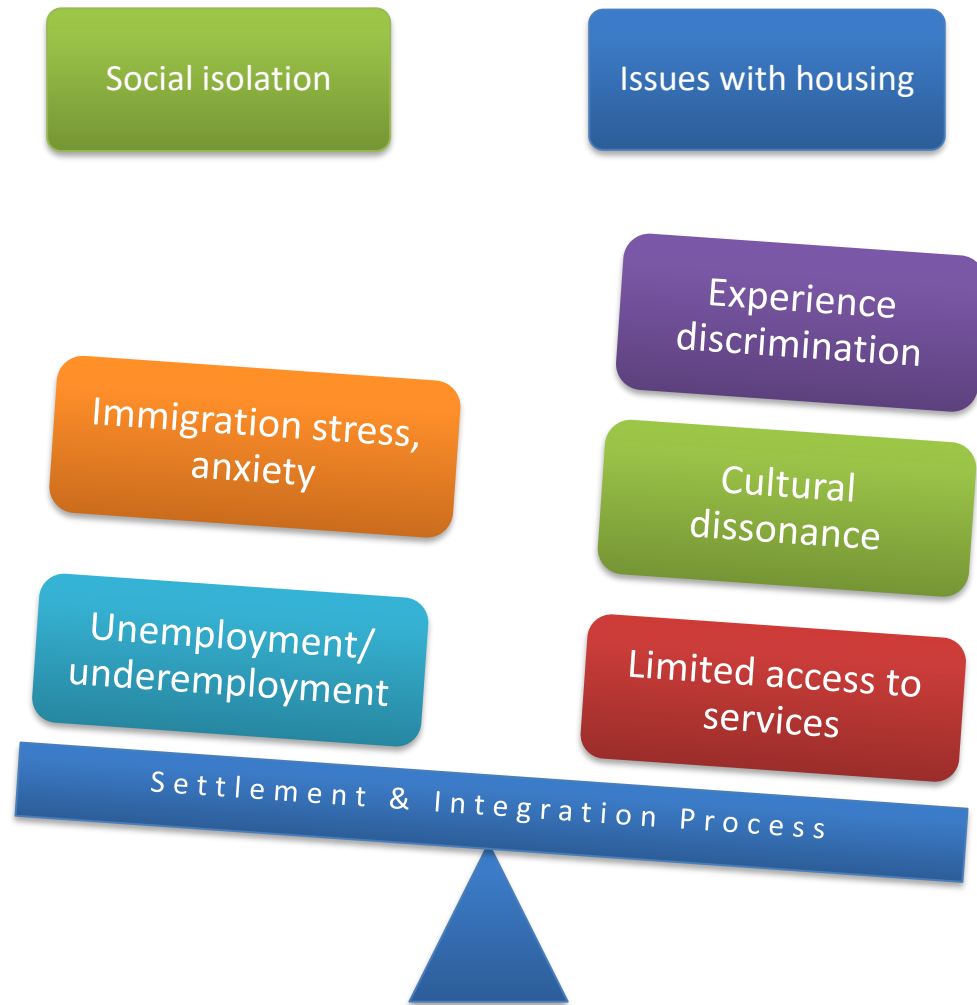 Social isolation
Issues with housing
Experience
discrimination
Immigration stress,
anxiety
Cultural
dissonance
Unemployment/
underemployment
Limited access to
services
Settlement & Integration Process